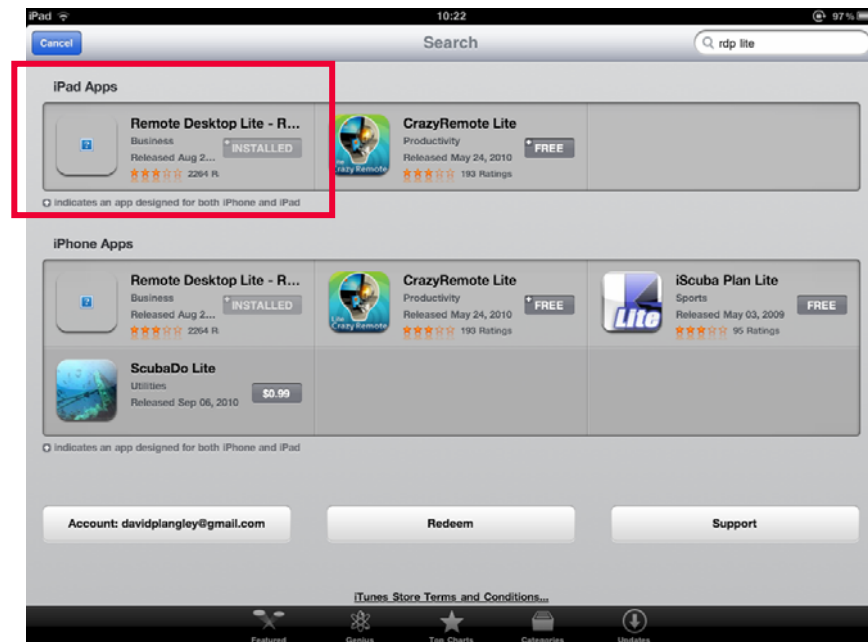 iPad 10:22 97%
Cancel Search rdp lite
iPad Apps
Remote Desktop Lite - R...
Business
Released Aug 2... INSTALLED
2264 R
CrazyRemote Lite
Productivity
Released May 24, 2010 FREE
193 Ratings
indicates an app designed for both iPhone and iPad
iPhone Apps
Remote Desktop Lite - R...
Business
Released Aug 2... INSTALLED
2264 R
Lite
Crazy Remote
CrazyRemote Lite
Productivity
Released May 24, 2010 FREE
193 Ratings
Lite
iScuba Plan Lite
Sports
Released May 03, 2009 FREE
95 Ratings
ScubaDo Lite
Utilities
Released Sep 06, 2010 $0.99
indicates an app designed for both iPhone and iPad
Account: davidplangley@gmail.com Redeem Support
iTunes Store Terms and Conditions...
Featured Genius Top Charts Categories Updates